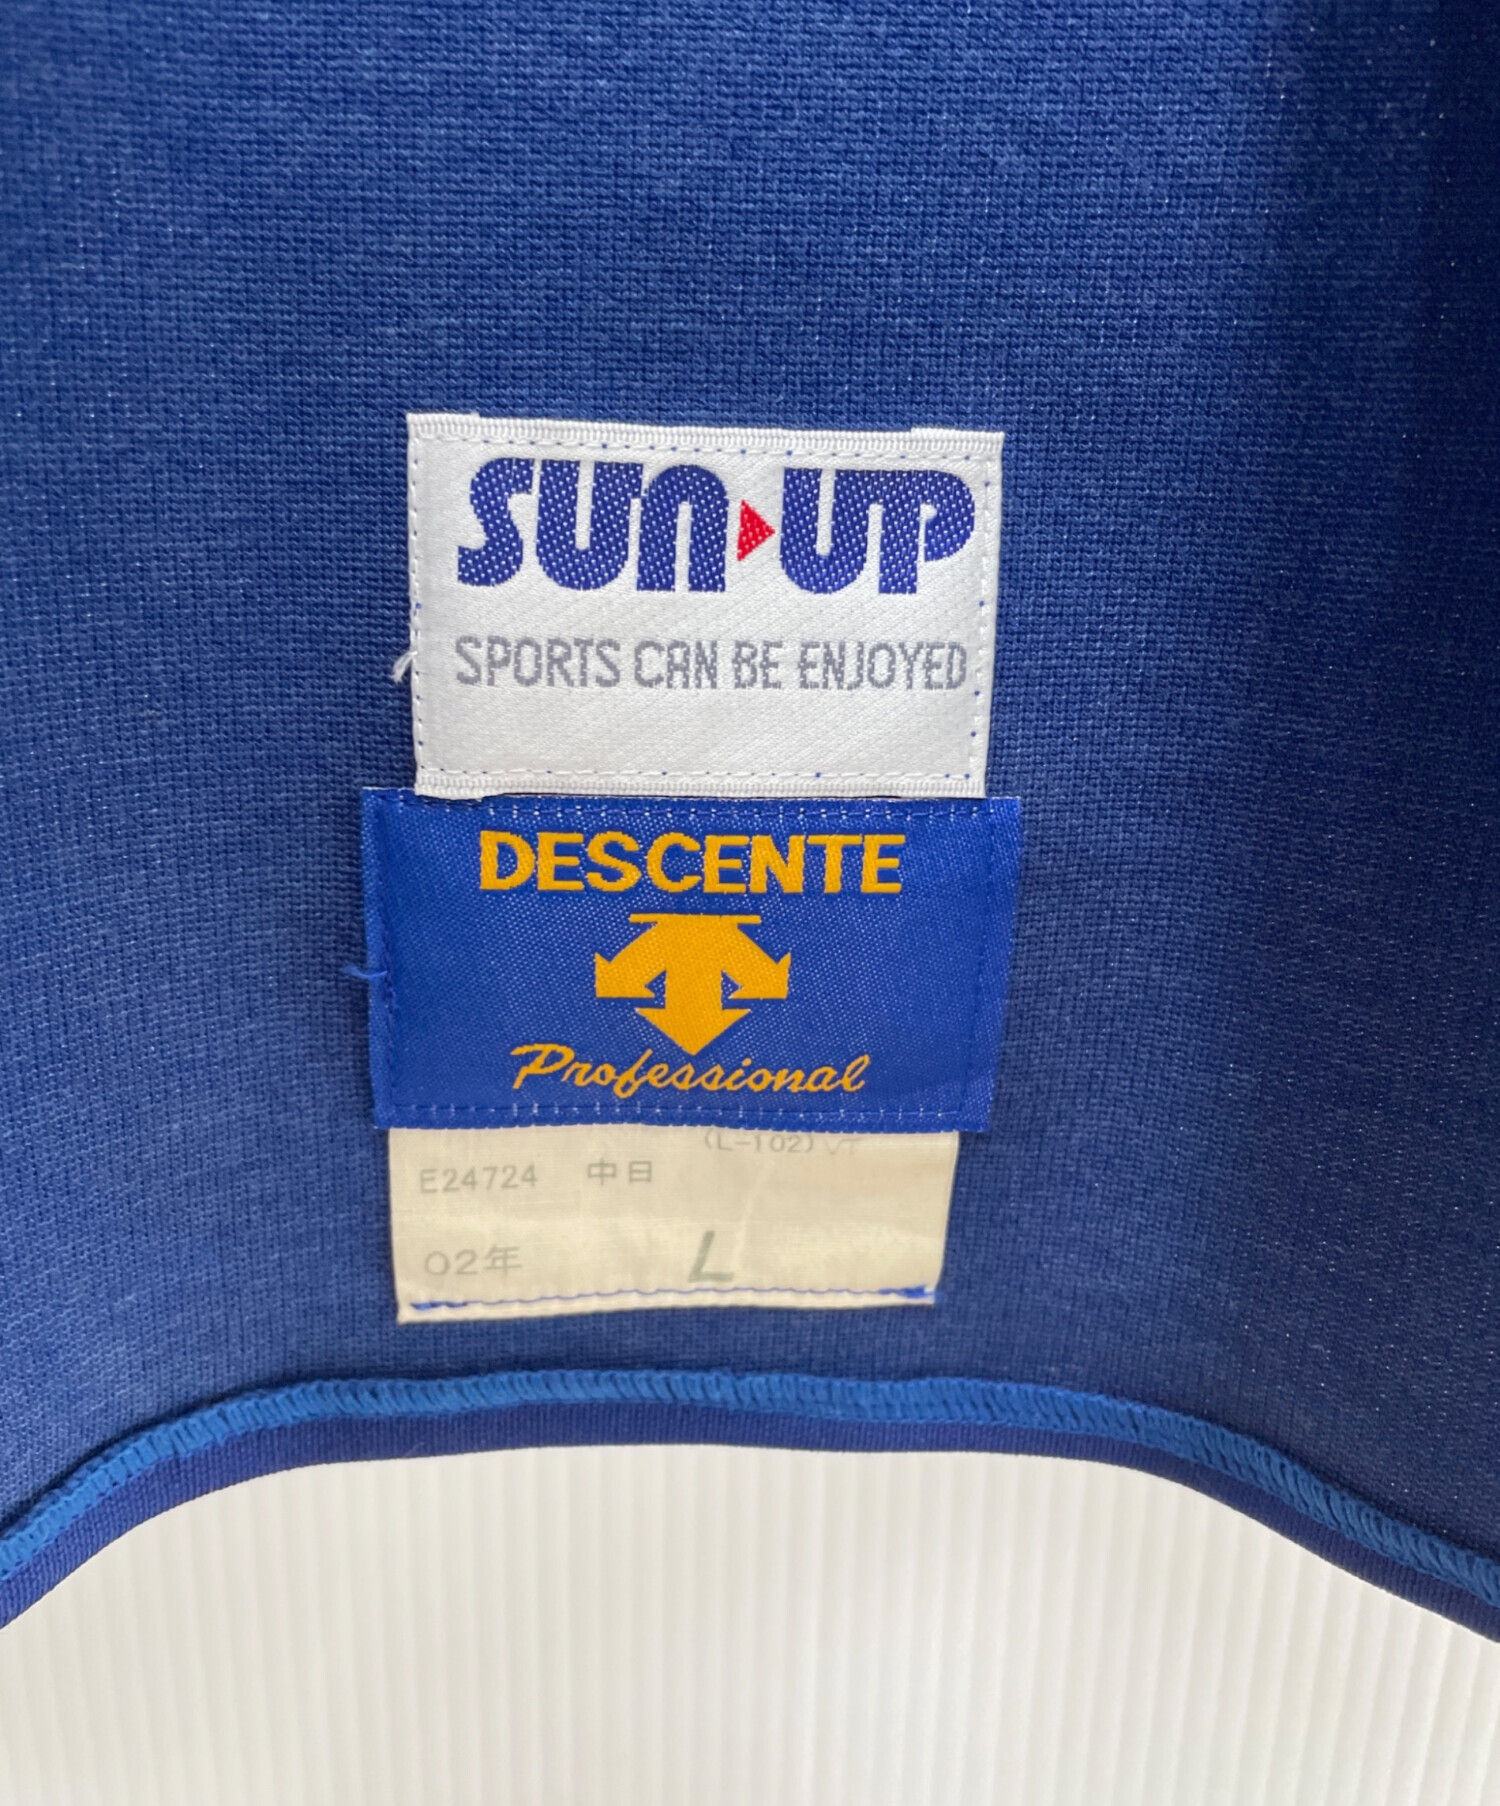 SUN▶UP
SPORTS CAN BE ENJOYED
DESCENTE
Professional
(L-102)
E24724 中日
02年 L